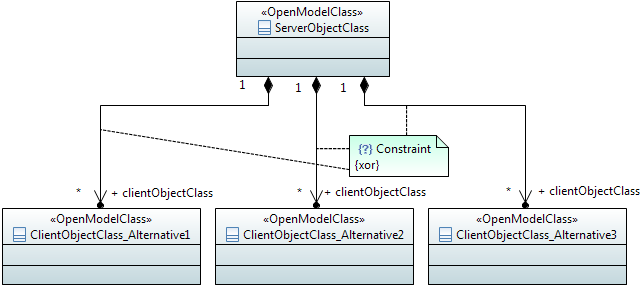 «OpenModelClass»
ServerObjectClass
1
1
1
{?} Constraint
{xor}
*
+ clientObjectClass
*
+ clientObjectClass
*
+ clientObjectClass
«OpenModelClass»
ClientObjectClass_Alternative1
«OpenModelClass»
ClientObjectClass_Alternative2
«OpenModelClass»
ClientObjectClass_Alternative3